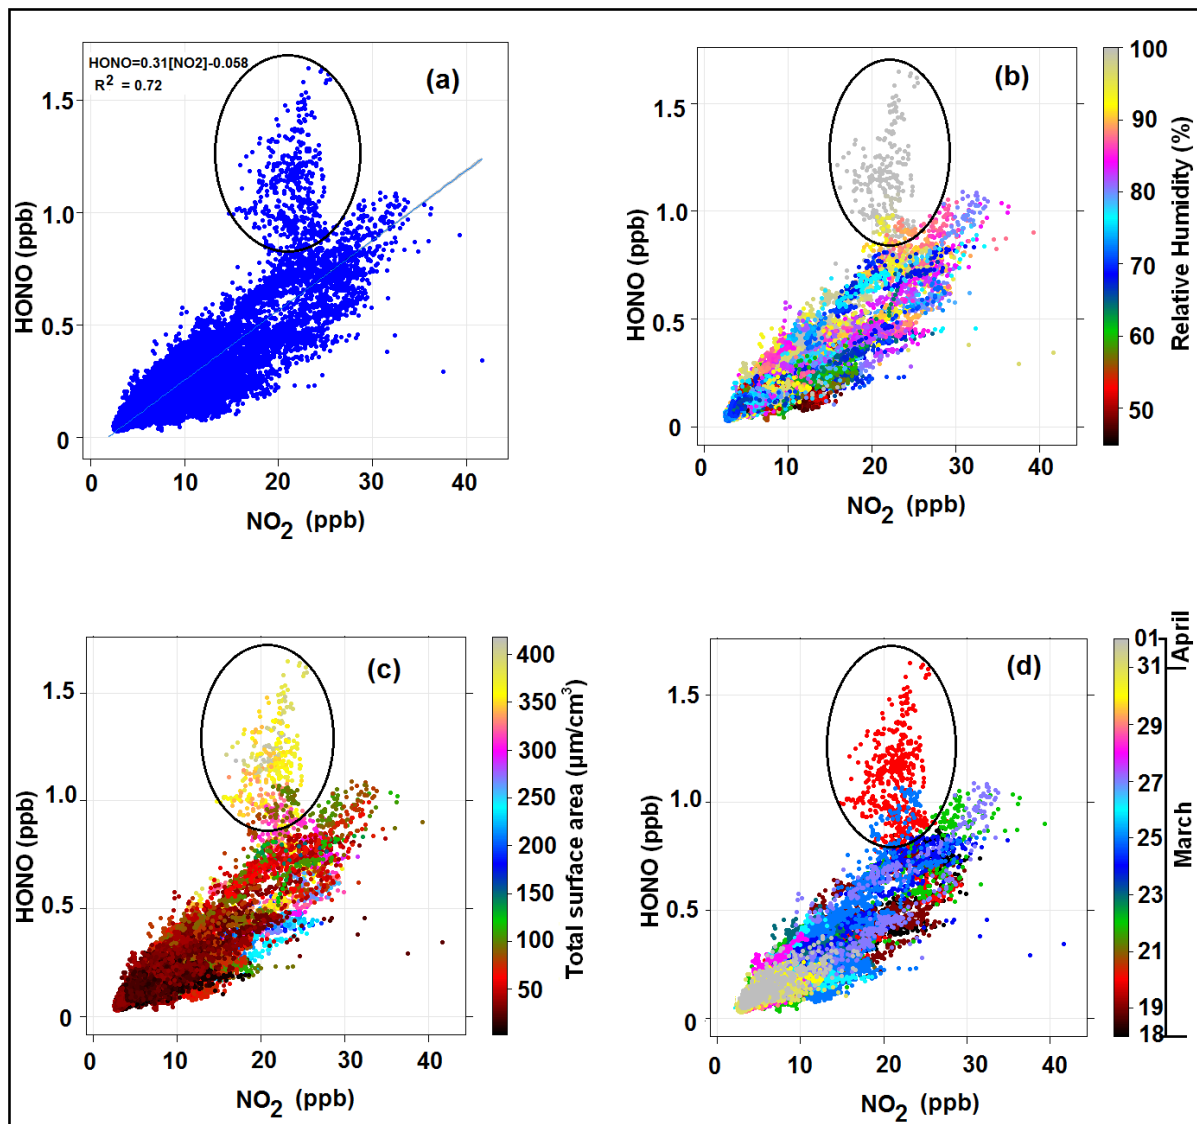 HONO=0.31[NO2]-0.058
R2 = 0.72
(a)
HONO (ppb)
1.5
1.0
0.5
0
0 10 20 30 40
NO2 (ppb)
(b)
HONO (ppb)
1.5
1.0
0.5
0
0 10 20 30 40
NO2 (ppb)
100
90
80
70
60
50
Relative Humidity (%)
(c)
HONO (ppb)
1.5
1.0
0.5
0
0 10 20 30 40
NO2 (ppb)
400
350
300
250
200
150
100
50
Total surface area (µm/cm3)
(d)
HONO (ppb)
1.5
1.0
0.5
0
0 10 20 30 40
NO2 (ppb)
01
31
29
27
25
23
21
19
18
April
March